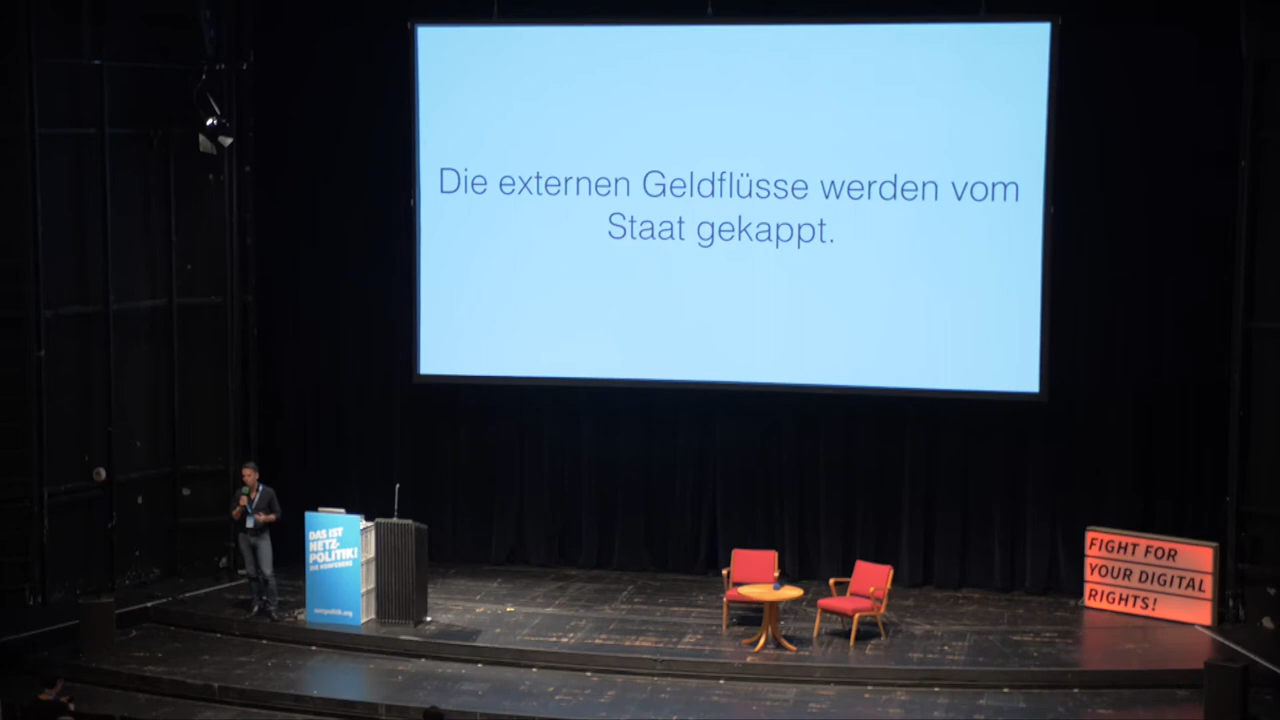 Die externen Geldflüsse werden vom
Staat gekappt.
DAS IST
NETZ-
POLITIK!
DIE KONFERENZ
netzpolitik.org
FIGHT FOR
YOUR DIGITAL
RIGHTS!